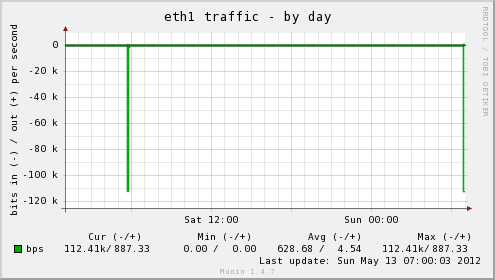 eth1 traffic - by day
RRDTOOL / TOBI OETIKER
bits in (-) / out (+) per second
0
-20 k
-40 k
-60 k
-80 k
-100 k
-120 k
Sat 12:00 Sun 00:00
Cur (-/+) Min (-/+) Avg (-/+) Max (-/+)
bps 112.41k/887.33 0.00 / 0.00 628.68 / 4.54 112.41k/887.33
Last update: Sun May 13 07:00:03 2012
Munin 1.4.7